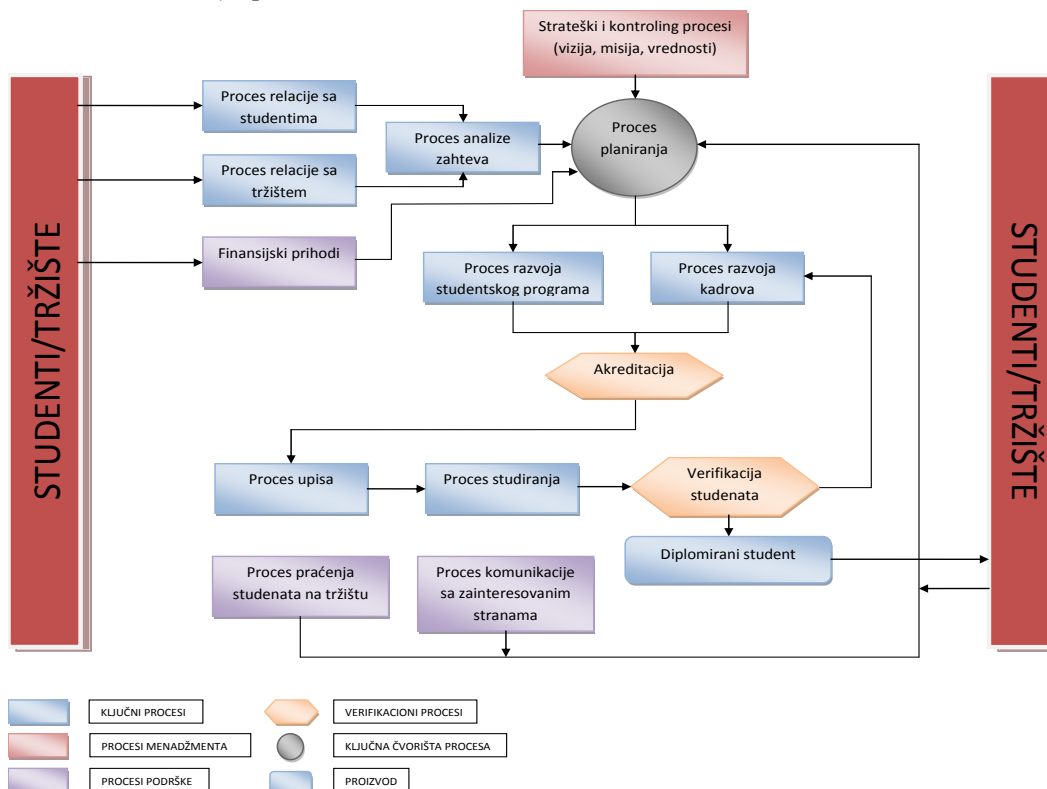 Strateški i kontroling procesi
(vizija, misija, vrednosti)
STUDENTI/TRŽIŠTE
Proces relacije sa
studentima
Proces analize
zahteva
Proces
planiranja
Proces relacije sa
tržištem
Finansijski prihodi
Proces razvoja
studentskog programa
Proces razvoja
kadrova
Akreditacija
STUDENTI/TRŽIŠTE
Proces upisa
Proces studiranja
Verifikacija
studenata
Diplomirani student
Proces praćenja
studenata na tržištu
Proces komunikacije
sa zainteresovanim
stranama
KLJUČNI PROCESI
VERIFIKACIONI PROCESI
PROCESI MENADŽMENTA
KLJUČNA ČVORIŠTA PROCESA
PROCESI PODRŠKE
PROIZVOD